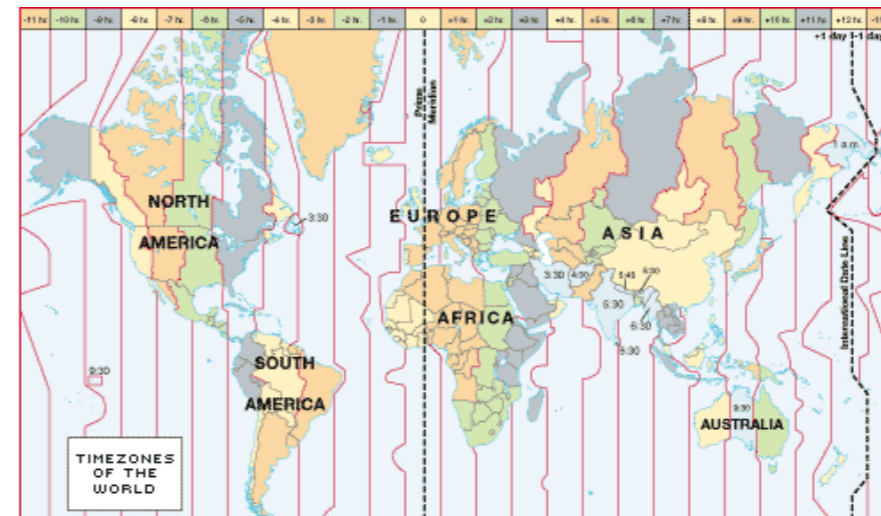 -11 hr. -10 hr. -9 hr. -8 hr. -7 hr. -6 hr. -5 hr. -4 hr. -3 hr. -2 hr. -1 hr. 0 +1 hr. +2 hr. +3 hr. +4 hr. +5 hr. +6 hr. +7 hr. +8 hr. +9 hr. +10 hr. +11 hr. +12 hr.
+1 day -1 day
Prime
Meridian
1 a.m.
NORTH
AMERICA
3:30
EUROPE
ASIA
International Date Line
3:30
4:30
5:45
5:30
6:30
5:30
AFRICA
SOUTH
AMERICA
9:30
9:30
AUSTRALIA
TIMEZONES
OF THE
WORLD